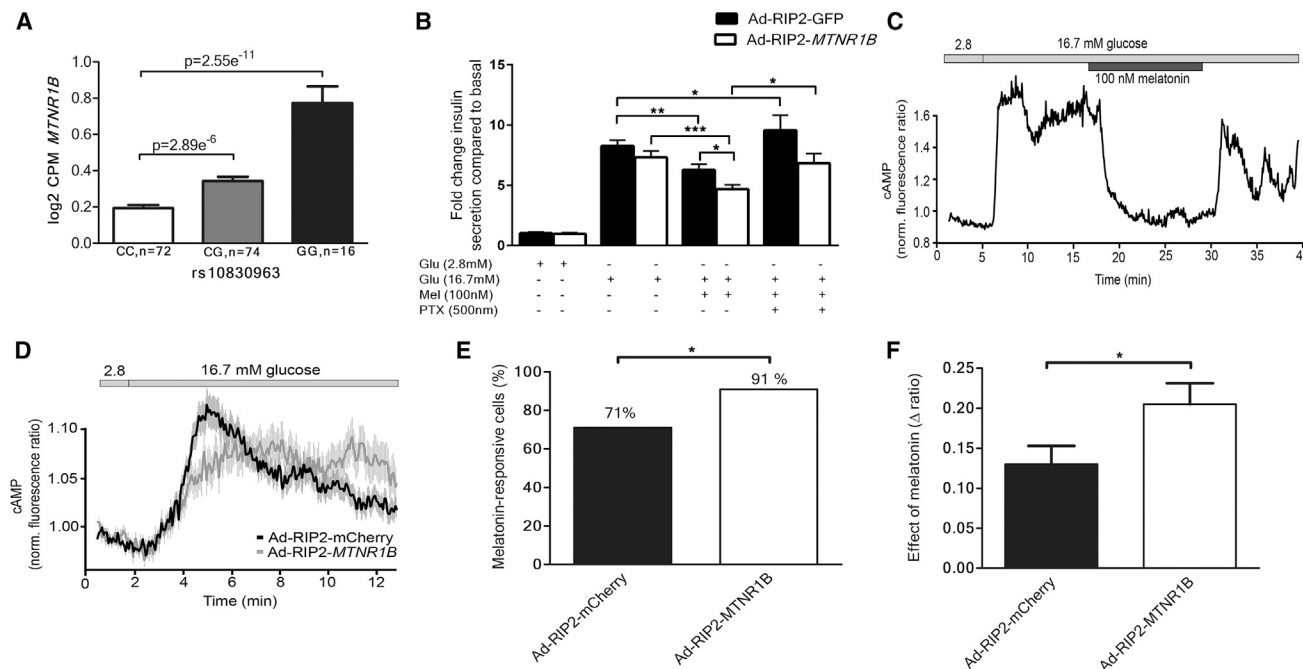 A
log2 CPM MTNR1B
1.0
0.8
0.6
0.4
0.2
0.0
p=2.55e-11
p=2.89e-6
CC,n=72
CG,n=74
GG,n=16
rs10830963
B
Ad-RIP2-GFP
Ad-RIP2-MTNR1B
Fold change insulin
secretion compared to basal
15
10
5
0
*
*
**
***
*
Glu (2.8mM) + + - - - - - -
Glu (16.7mM) - - + + + + + +
Mel (100nM) - - - - + + + +
PTX (500nm) - - - - - - + +
C
2.8
16.7 mM glucose
100 nM melatonin
cAMP
(norm. fluorescence ratio)
1.6
1.4
1.2
1.0
0.8
0 5 10 15 20 25 30 35 4
Time (min)
D
2.8
16.7 mM glucose
cAMP
(norm. fluorescence ratio)
1.10
1.05
1.00
Ad-RIP2-mCherry
Ad-RIP2-MTNR1B
0 2 4 6 8 10 12
Time (min)
E
Melatonin-responsive cells (%)
100
80
60
40
20
0
*
71%
91 %
Ad-RIP2-mCherry
Ad-RIP2-MTNR1B
F
Effect of melatonin (Δ ratio)
0.25
0.20
0.15
0.10
0.05
0.00
*
Ad-RIP2-mCherry
Ad-RIP2-MTNR1B